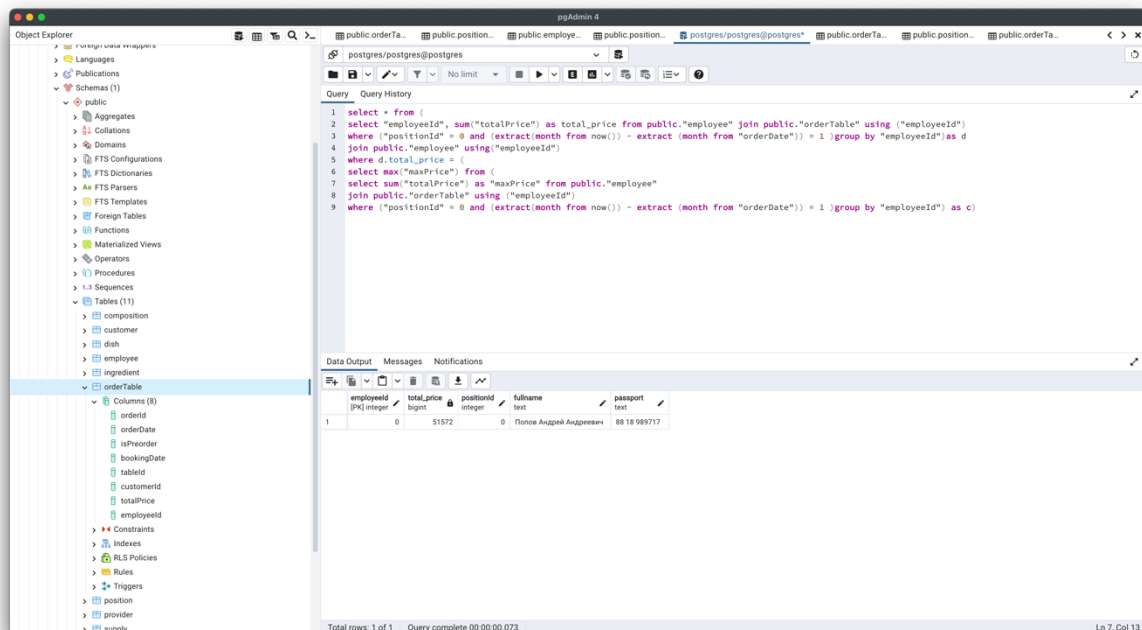 pgAdmin 4
Object Explorer
Foreign Data Wrappers
Languages
Publications
Schemas (1)
public
Aggregates
Collations
Domains
FTS Configurations
FTS Dictionaries
FTS Parsers
FTS Templates
Foreign Tables
Functions
Materialized Views
Operators
Procedures
1..3 Sequences
Tables (11)
composition
customer
dish
employee
ingredient
orderTable
Columns (8)
orderId
orderDate
isPreorder
bookingDate
tableId
customerId
totalPrice
employeeId
Constraints
Indexes
RLS Policies
Rules
Triggers
position
provider
supply
public.orderTa... public.position... public.employe... public.position... postgres/postgres@postgres* public.orderTa... public.position... public.orderTa...
postgres/postgres@postgres
No limit
Query Query History
1 select * from (
2 select "employeeId", sum("totalPrice") as total_price from public."employee" join public."orderTable" using ("employeeId")
3 where ("positionId" = 0 and (extract(month from now()) - extract (month from "orderDate")) = 1 )group by "employeeId")as d
4 join public."employee" using("employeeId")
5 where d.total_price = (
6 select max("maxPrice") from (
7 select sum("totalPrice") as "maxPrice" from public."employee"
8 join public."orderTable" using ("employeeId")
9 where ("positionId" = 0 and (extract(month from now()) - extract (month from "orderDate")) = 1 )group by "employeeId") as c)
Data Output Messages Notifications
employeeId total_price positionId fullname passport
[PK] integer bigint integer text text
1 0 51572 0 Попов Андрей Андреевич 88 18 989717
Total rows: 1 of 1 Query complete 00:00:00.073 Ln 7, Col 13